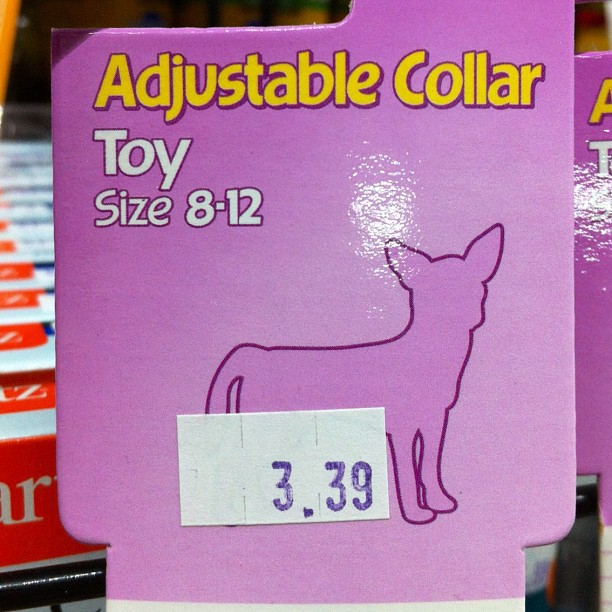 Adjustable Collar
Toy
Size 8-12
3.39